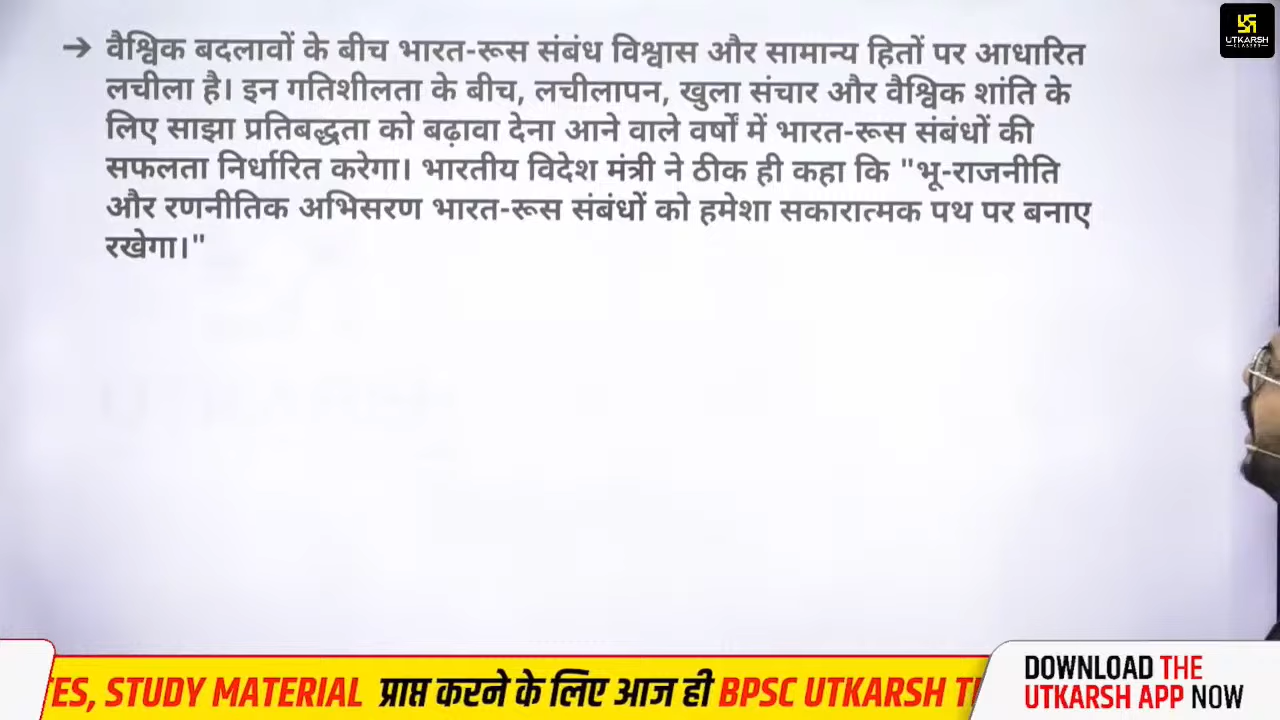 UTKARSH
CLASSES
➔ वैश्विक बदलावों के बीच भारत-रूस संबंध विश्वास और सामान्य हितों पर आधारित
लचीला है। इन गतिशीलता के बीच, लचीलापन, खुला संचार और वैश्विक शांति के
लिए साझा प्रतिबद्धता को बढ़ावा देना आने वाले वर्षों में भारत-रूस संबंधों की
सफलता निर्धारित करेगा। भारतीय विदेश मंत्री ने ठीक ही कहा कि "भू-राजनीति
और रणनीतिक अभिसरण भारत-रूस संबंधों को हमेशा सकारात्मक पथ पर बनाए
रखेगा।"
STUDY MATERIAL प्राप्त करने के लिए आज ही BPSC UTKARSH
DOWNLOAD THE
UTKARSH APP NOW